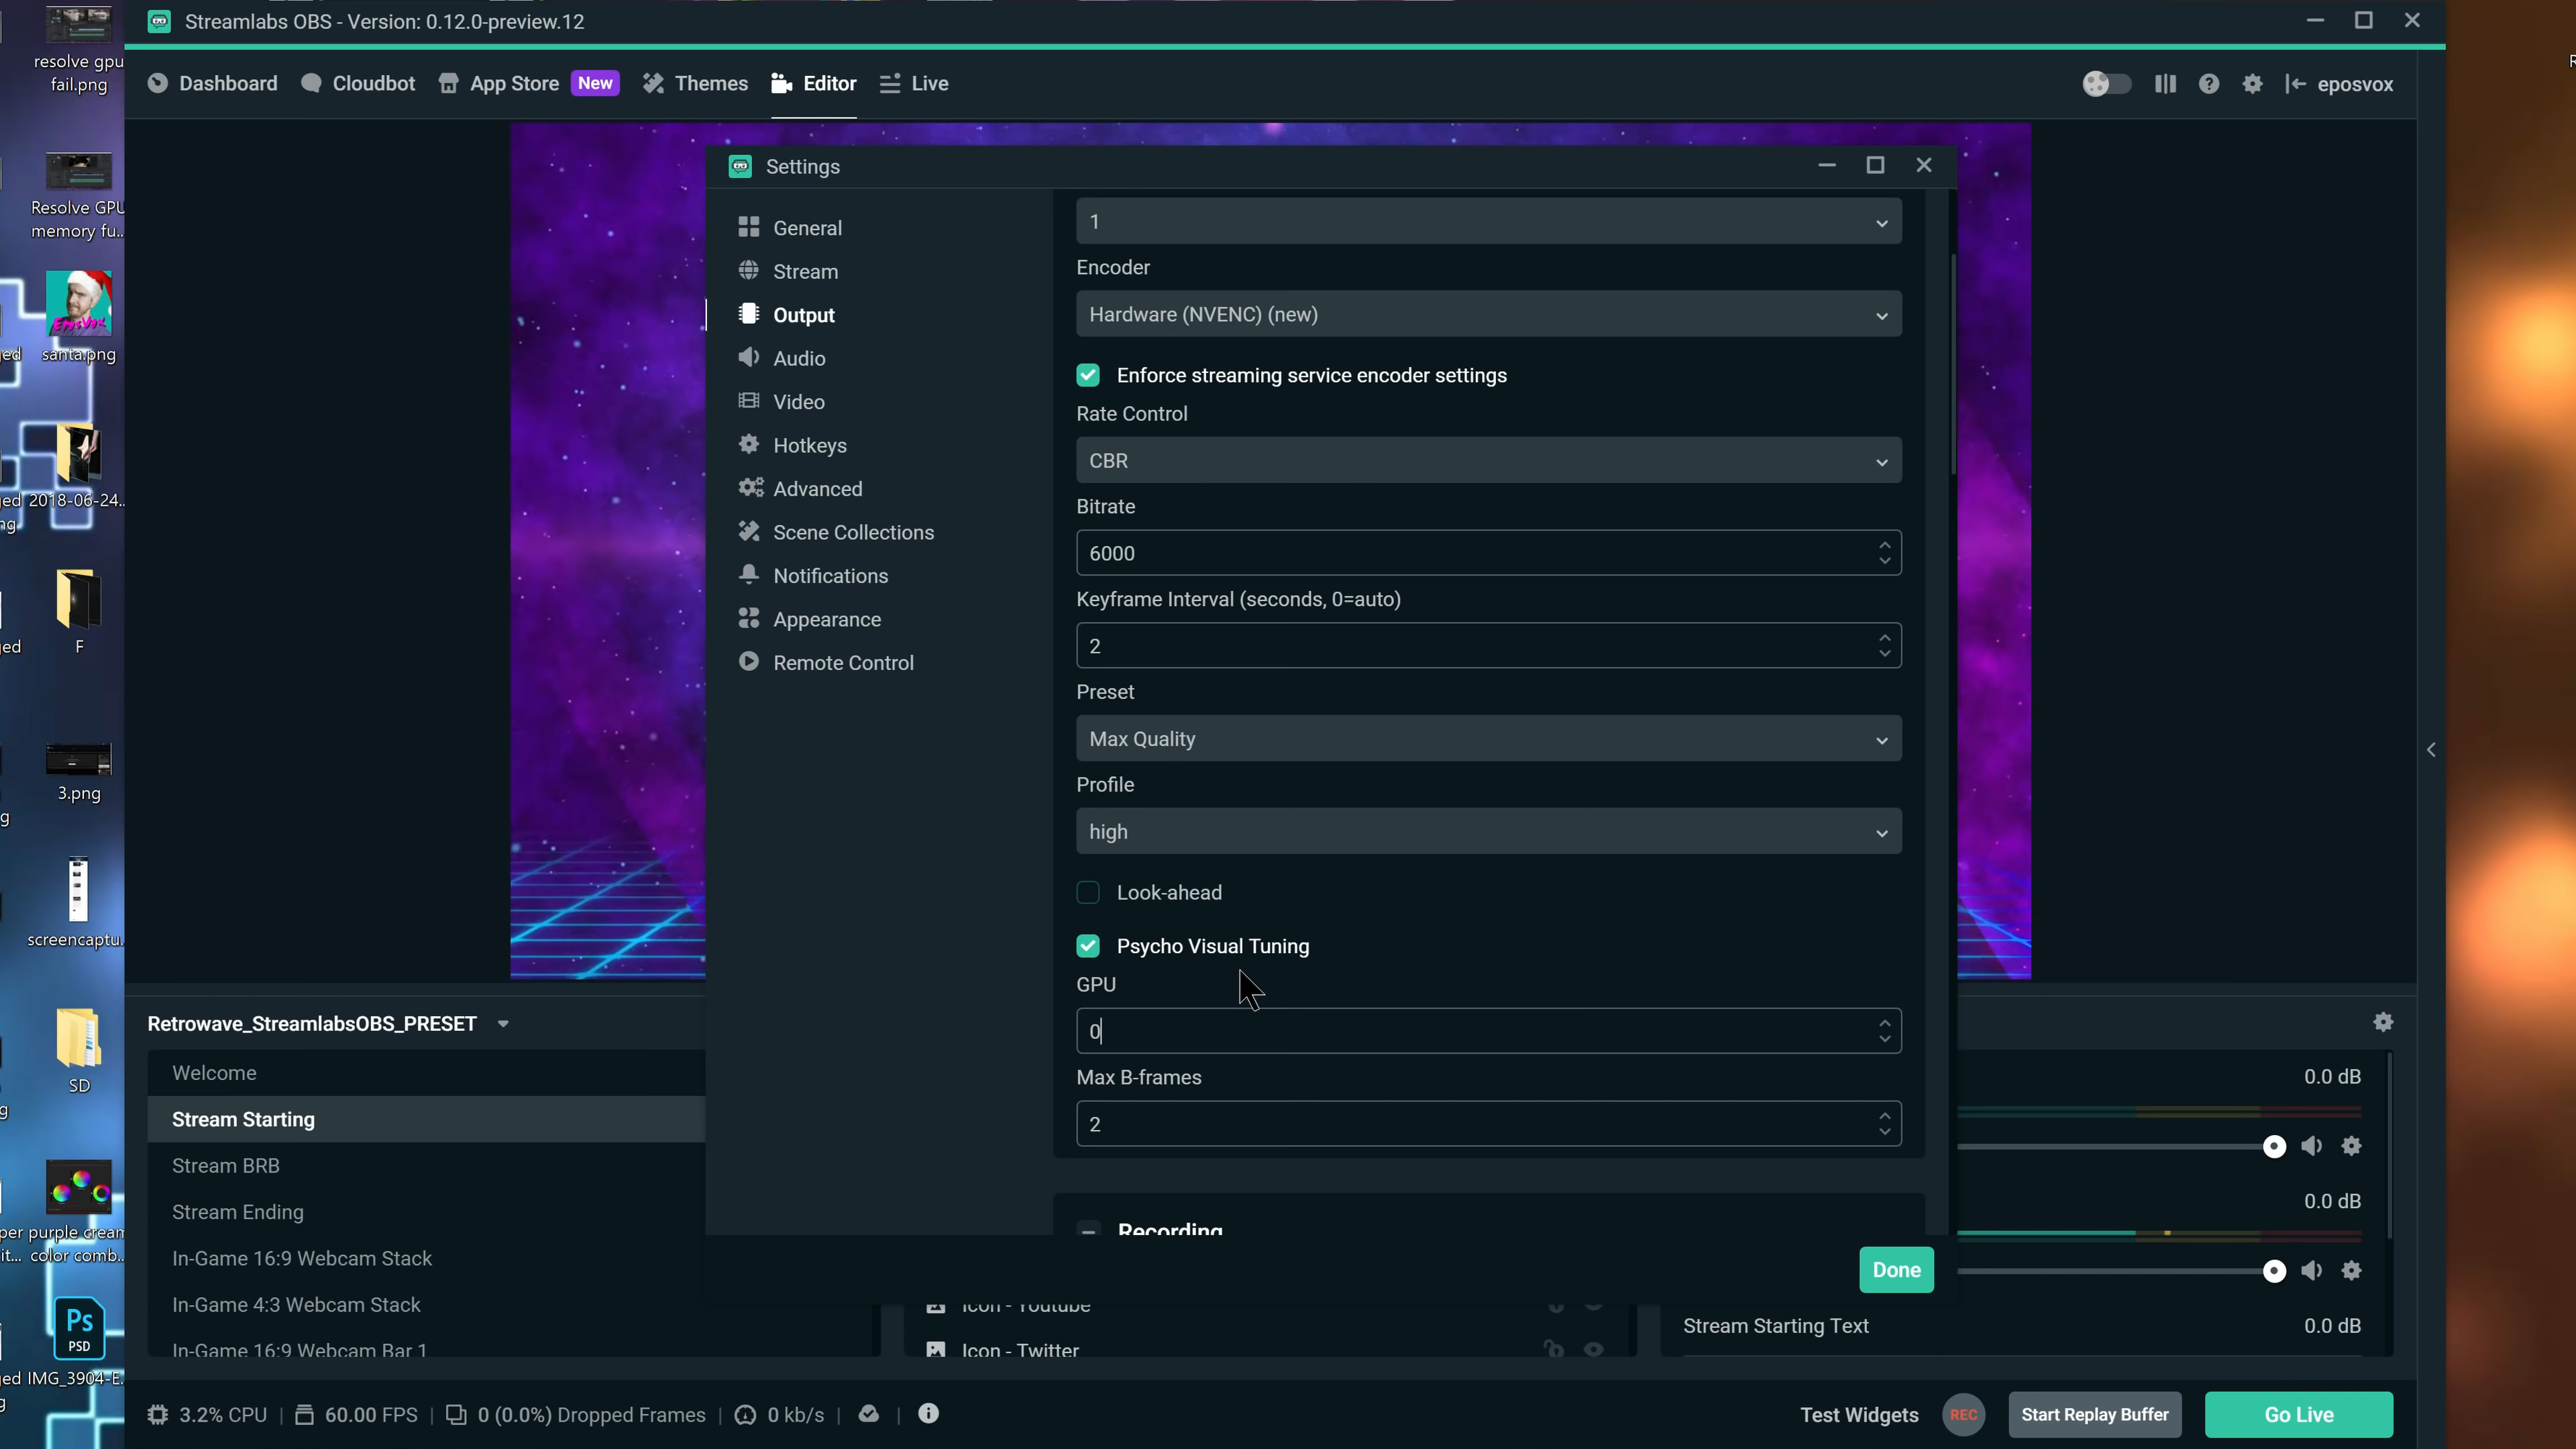 Streamlabs OBS - Version: 0.12.0-preview.12
resolve gpu
fail.png
Dashboard
Cloudbot
App Store
New
Themes
Editor
Live
eposvox
Settings
General
Stream
Output
Audio
Video
Hotkeys
Advanced
Scene Collections
Notifications
Appearance
Remote Control
1
Encoder
Hardware (NVENC) (new)
Enforce streaming service encoder settings
Rate Control
CBR
Bitrate
6000
Keyframe Interval (seconds, 0=auto)
2
Preset
Max Quality
Profile
high
Look-ahead
Psycho Visual Tuning
GPU
0
Max B-frames
2
Recording
Done
Resolve GPU
memory fu..
santa.png
2018-06-24..
F
3.png
screencaptu.
SD
purple cream
color comb..
Ps
PSD
IMG_3904-E.
Retrowave_StreamlabsOBS_PRESET
Welcome
Stream Starting
Stream BRB
Stream Ending
In-Game 16:9 Webcam Stack
In-Game 4:3 Webcam Stack
In-Game 16:9 Webcam Bar 1
Icon - Youtube
Icon - Twitter
0.0 dB
0.0 dB
Stream Starting Text
0.0 dB
3.2% CPU
60.00 FPS
0 (0.0%) Dropped Frames
0 kb/s
Test Widgets
REC
Start Replay Buffer
Go Live